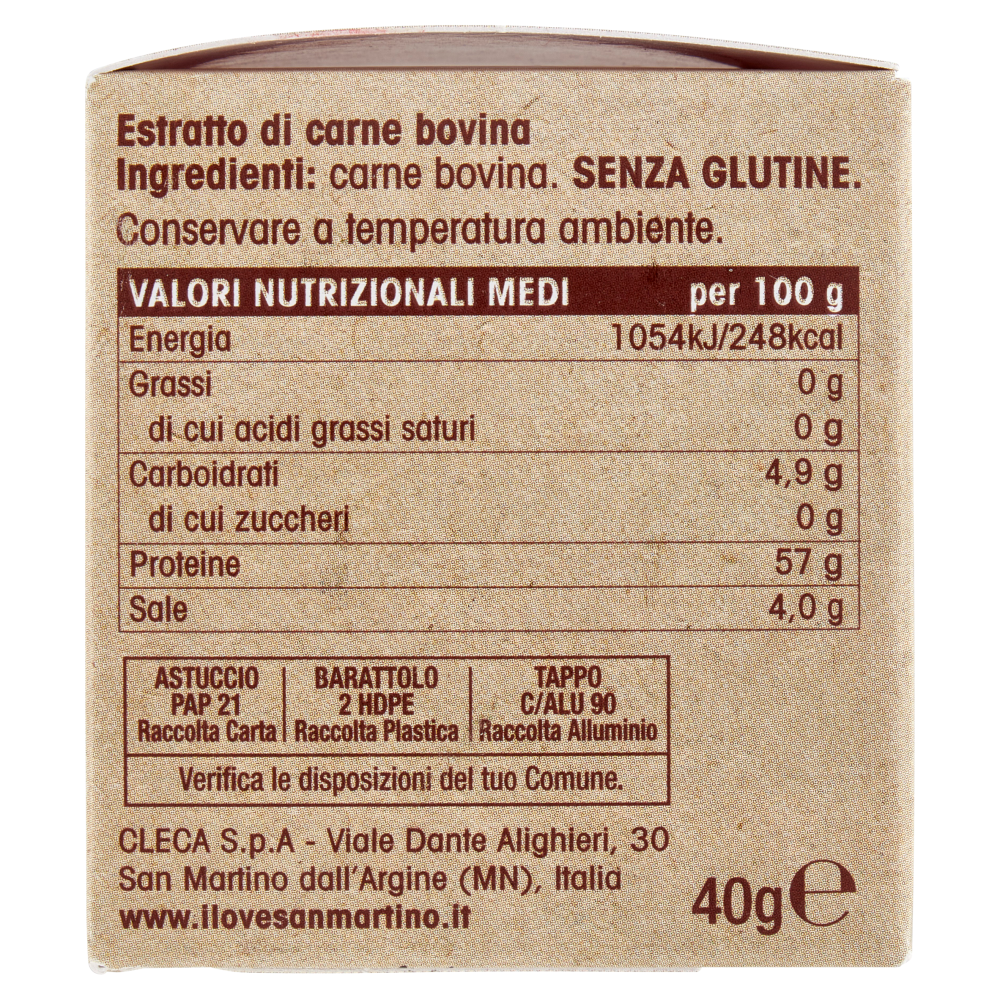 Estratto di carne bovina
Ingredienti: carne bovina. SENZA GLUTINE.
Conservare a temperatura ambiente.
VALORI NUTRIZIONALI MEDI per 100 g
Energia 1054kJ/248kcal
Grassi 0 g
di cui acidi grassi saturi 0 g
Carboidrati 4,9 g
di cui zuccheri 0 g
Proteine 57 g
Sale 4,0 g
ASTUCCIO BARATTOLO TAPPO
PAP 21 2 HDPE C/ALU 90
Raccolta Carta Raccolta Plastica Raccolta Alluminio
Verifica le disposizioni del tuo Comune.
CLECA S.p.A - Viale Dante Alighieri, 30
San Martino dall'Argine (MN), Italia
www.ilovesanmartino.it
40g℮